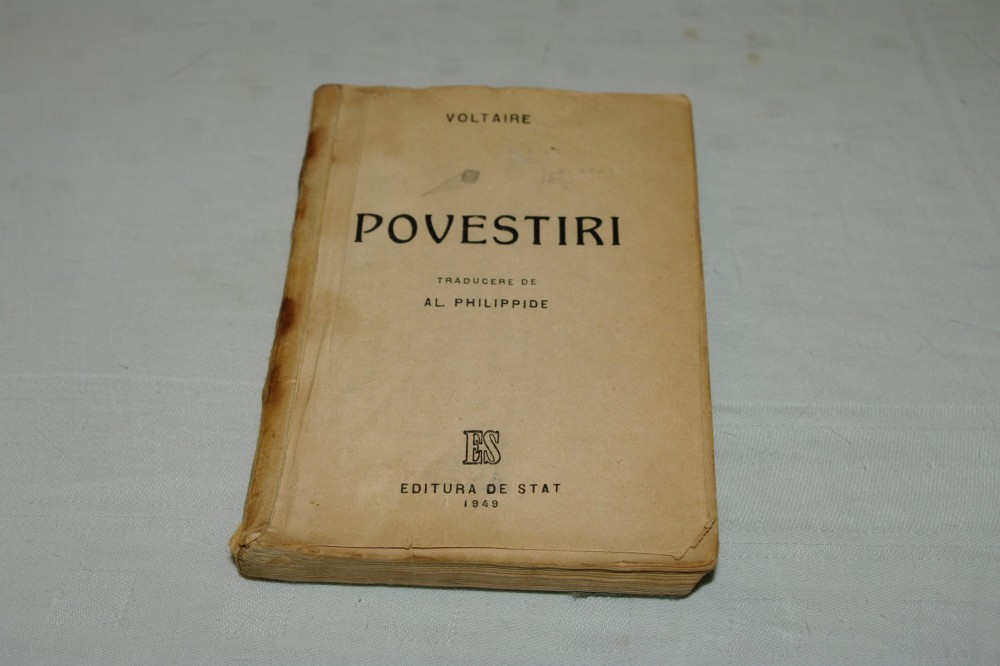 VOLTAIRE
POVESTIRI
TRADUCERE DE
AL. PHILIPPIDE
ES
EDITURA DE STAT
1949